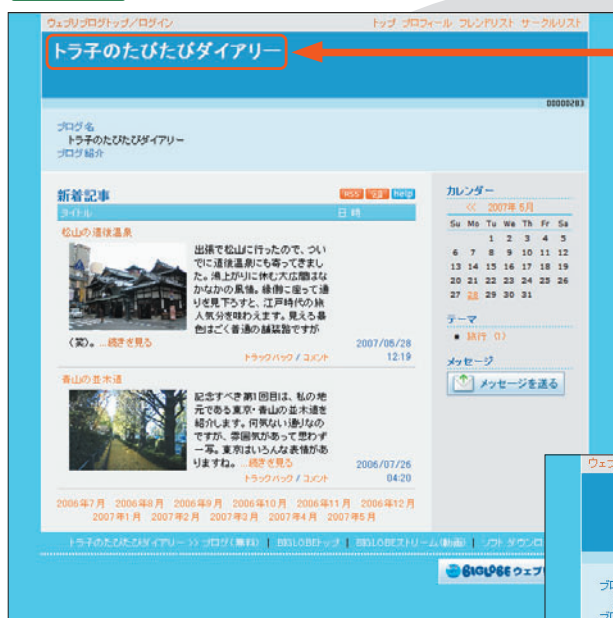 ウェブリブログトップ/ログイン
トップ プロフィール フレンドリスト サークルリスト
トラ子のたびたびダイアリー
00000283
ブログ名
トラ子のたびたびダイアリー
ブログ紹介
新着記事
RSS
help
タイトル
日 時
松山の道後温泉
出張で松山に行ったので、つい
でに道後温泉にも寄ってきまし
た。湯上がりに休む大広間はな
かなかの風情。縁側に座って通
りを見下ろすと、江戸時代の旅
人気分を味わえます。見える景
色はごく普通の舗装路ですが
(笑)。...続きを見る
2007/05/28
トラックバック / コメント
12:19
青山の並木道
記念すべき第1回目は、私の地
元である東京・青山の並木道を
紹介します。何気ない通りなの
ですが、雰囲気があって思わず
一写。東京はいろんな表情があ
りますね。...続きを見る
2006/07/26
トラックバック / コメント
04:20
2006年7月 2006年8月 2006年9月 2006年10月 2006年11月 2006年12月
2007年1月 2007年2月 2007年3月 2007年4月 2007年5月
カレンダー
<< 2007年 5月
Su Mo Tu We Th Fr Sa
1 2 3 4 5
6 7 8 9 10 11 12
13 14 15 16 17 18 19
20 21 22 23 24 25 26
27 28 29 30 31
テーマ
旅行 (1)
メッセージ
メッセージを送る
トラ子のたびたびダイアリー >> ブログ(無料) | BIGLOBEトップ | BIGLOBEストリーム(動画) | ソフト ダウンロ
BIGLOBE ウェブ
ウェブ
ブロ
ブロ